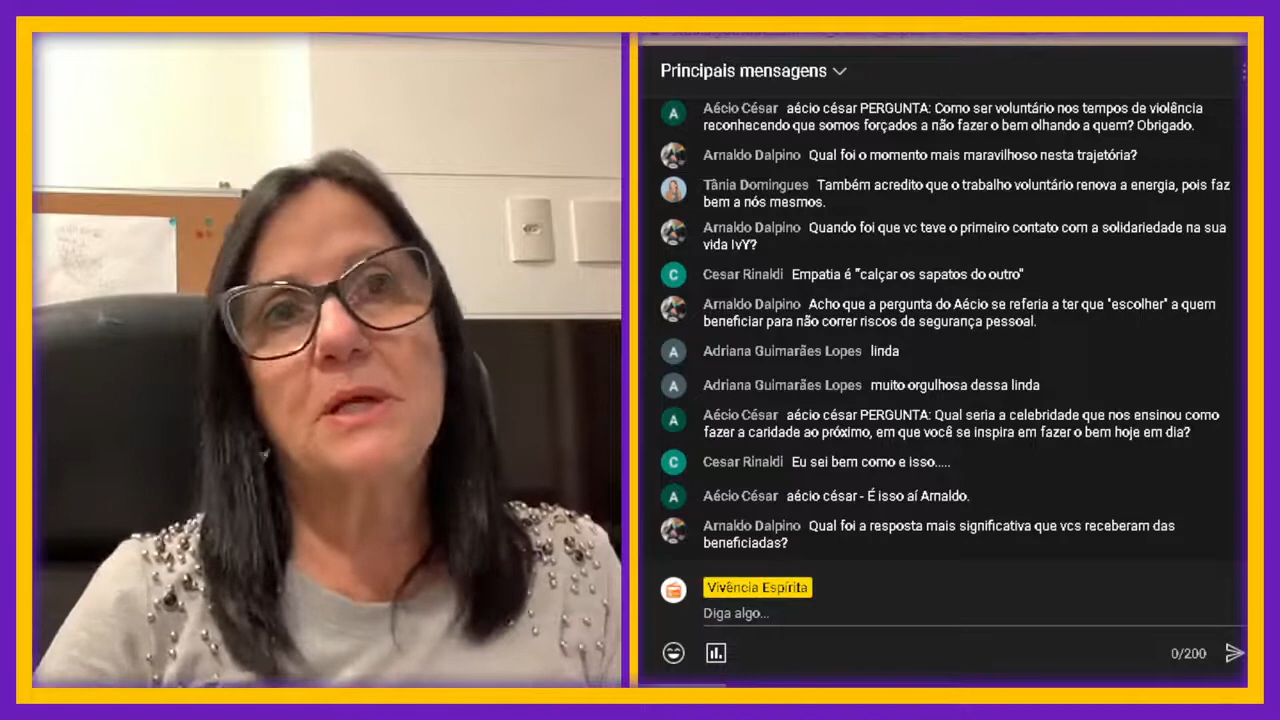 Principais mensagens
Aécio César aécio césar PERGUNTA: Como ser voluntário nos tempos de violência
reconhecendo que somos forçados a não fazer o bem olhando a quem? Obrigado.
Arnaldo Dalpino Qual foi o momento mais maravilhoso nesta trajetória?
Tânia Domingues Também acredito que o trabalho voluntário renova a energia, pois faz
bem a nós mesmos.
Arnaldo Dalpino Quando foi que vc teve o primeiro contato com a solidariedade na sua
vida IvY?
C Cesar Rinaldi Empatia é "calçar os sapatos do outro"
Arnaldo Dalpino Acho que a pergunta do Aécio se referia a ter que "escolher" a quem
beneficiar para não correr riscos de segurança pessoal.
A Adriana Guimarães Lopes linda
A Adriana Guimarães Lopes muito orgulhosa dessa linda
A Aécio César aécio césar PERGUNTA: Qual seria a celebridade que nos ensinou como
fazer a caridade ao próximo, em que você se inspira em fazer o bem hoje em dia?
C Cesar Rinaldi Eu sei bem como e isso.....
A Aécio César aécio césar - É isso aí Arnaldo.
Arnaldo Dalpino Qual foi a resposta mais significativa que vcs receberam das
beneficiadas?
Vivência Espírita
Diga algo...
0/200